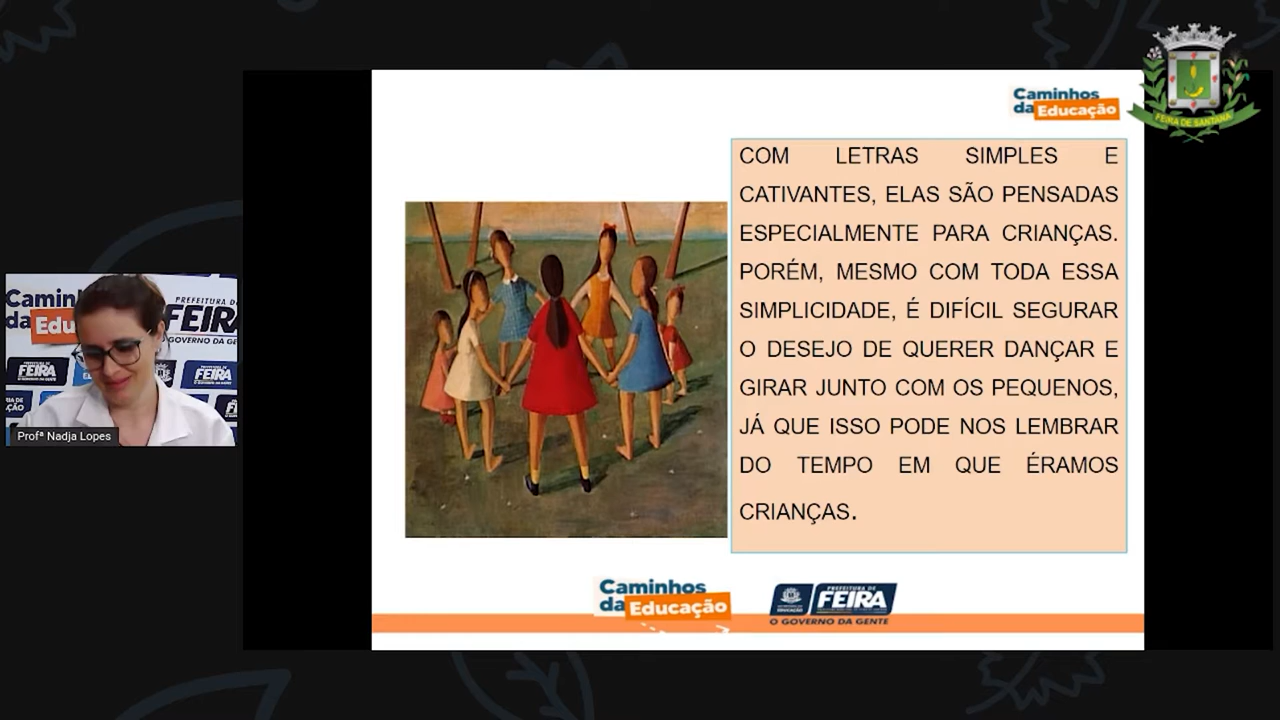 FEIRA DE SANTANA
Caminhos
da Educação
COM LETRAS SIMPLES E
CATIVANTES, ELAS SÃO PENSADAS
ESPECIALMENTE PARA CRIANÇAS.
PORÉM, MESMO COM TODA ESSA
SIMPLICIDADE, É DIFÍCIL SEGURAR
O DESEJO DE QUERER DANÇAR E
GIRAR JUNTO COM OS PEQUENOS,
JÁ QUE ISSO PODE NOS LEMBRAR
DO TEMPO EM QUE ÉRAMOS
CRIANÇAS.
Profª Nadja Lopes
Caminhos
da Educação
PREFEITURA DE
FEIRA
O GOVERNO DA GENTE